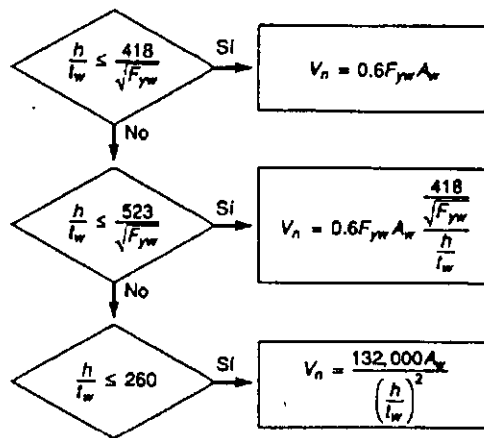 h/t_w ≤ 418/√F_yw
Sí
V_n = 0.6F_yw A_w
No
h/t_w ≤ 523/√F_yw
Sí
V_n = 0.6F_yw A_w (418/√F_yw)/(h/t_w)
No
h/t_w ≤ 260
Sí
V_n = 132,000A_w/(h/t_w)²